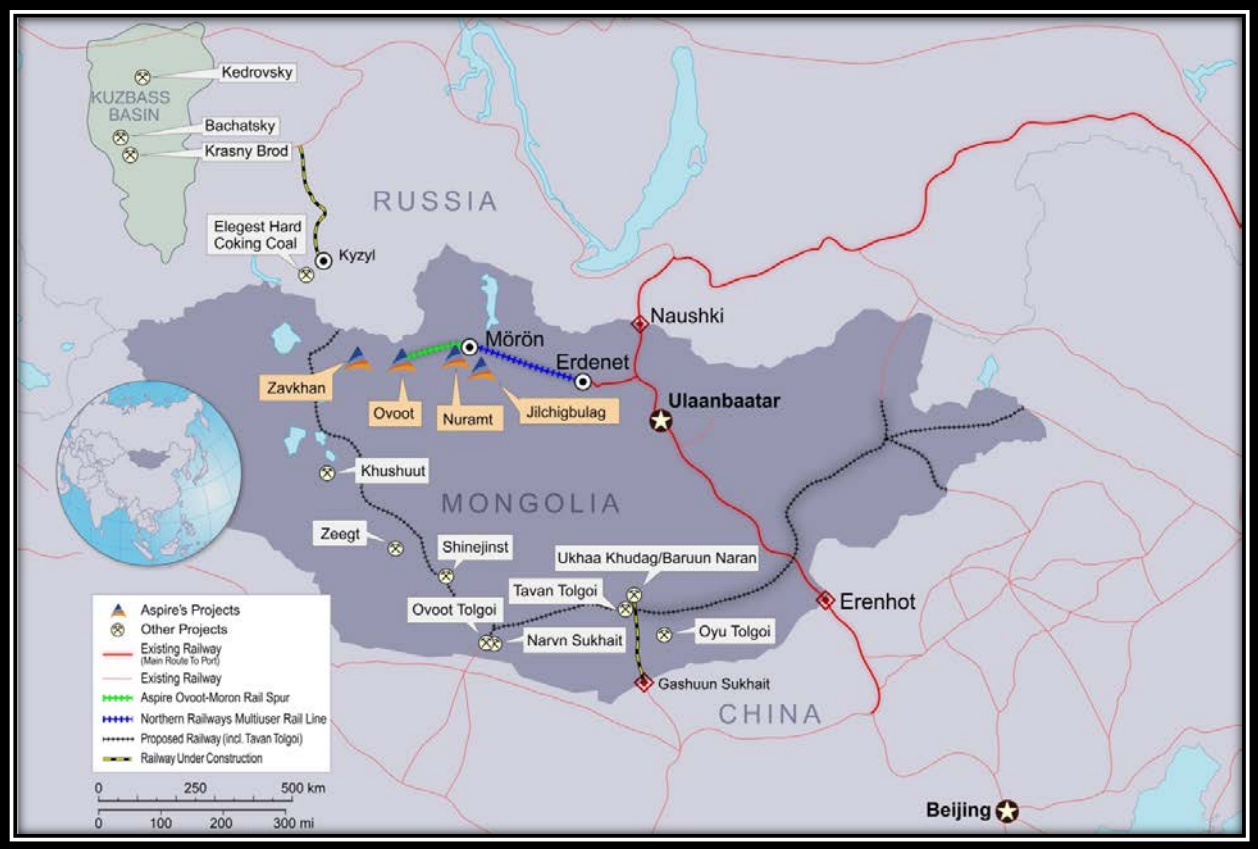 Kedrovsky
KUZBASS
BASIN
Bachatsky
Krasny Brod
RUSSIA
Elegest Hard
Coking Coal
Kyzyl
Naushki
Mörön
Erdenet
Zavkhan
Ovoot
Nuramt
Jilchigbulag
Ulaanbaatar
Khushuut
MONGOLIA
Zeegt
Shinejinst
Ukhaa Khudag/Baruun Naran
Tavan Tolgoi
Ovoot Tolgoi
Narvn Sukhait
Oyu Tolgoi
Erenhot
Gashuun Sukhait
CHINA
Beijing
Aspire's Projects
Other Projects
Existing Railway
(Main Route To Port)
Existing Railway
Aspire Ovoot-Moron Rail Spur
Northern Railways Multiuser Rail Line
Proposed Railway (incl. Tavan Tolgoi)
Railway Under Construction
0 250 500 km
0 100 200 300 mi